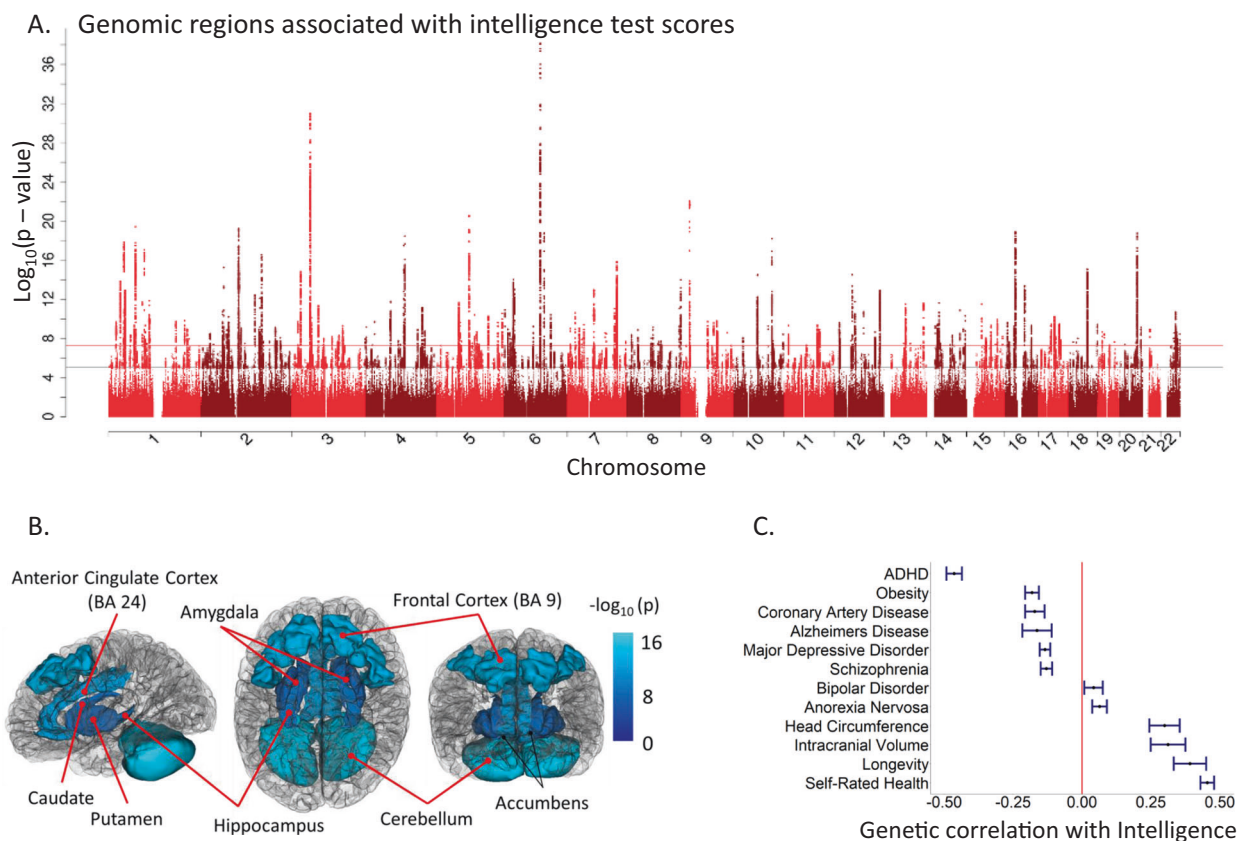 A. Genomic regions associated with intelligence test scores
Log10(p – value)
36
32
28
24
20
16
12
8
4
0
1 2 3 4 5 6 7 8 9 10 11 12 13 14 15 16 17 18 19 20 21 22
Chromosome
B.
Anterior Cingulate Cortex
(BA 24)
Amygdala
Frontal Cortex (BA 9)
-log10 (p)
16
8
0
Caudate
Putamen
Hippocampus
Cerebellum
Accumbens
C.
ADHD
Obesity
Coronary Artery Disease
Alzheimers Disease
Major Depressive Disorder
Schizophrenia
Bipolar Disorder
Anorexia Nervosa
Head Circumference
Intracranial Volume
Longevity
Self-Rated Health
-0.50 -0.25 0.00 0.25 0.50
Genetic correlation with Intelligence